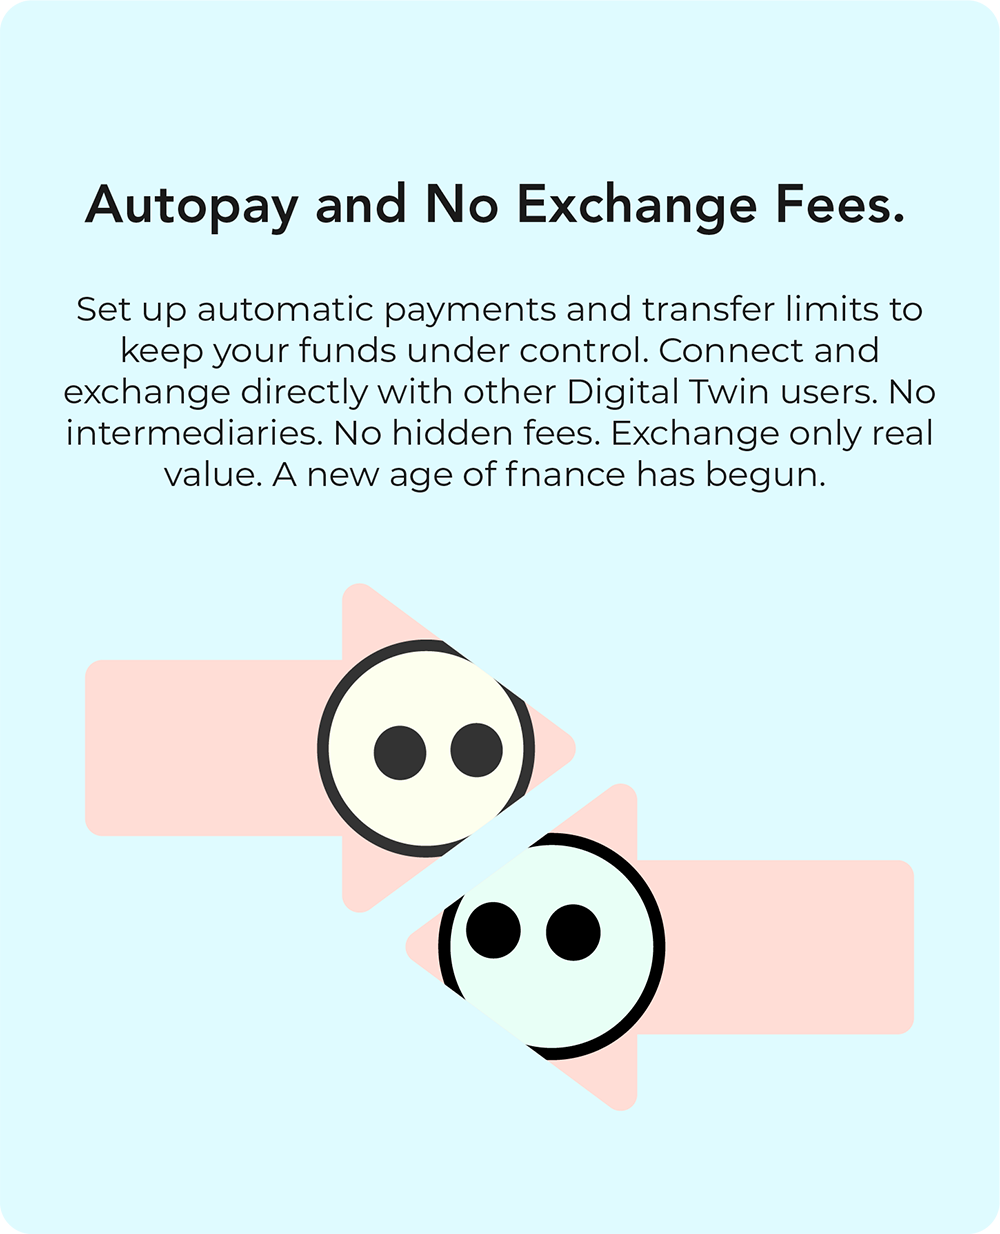 Autopay and No Exchange Fees.
Set up automatic payments and transfer limits to
keep your funds under control. Connect and
exchange directly with other Digital Twin users. No
intermediaries. No hidden fees. Exchange only real
value. A new age of fnance has begun.